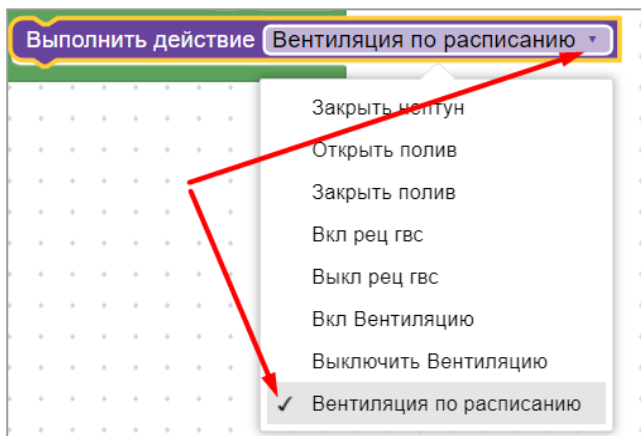 Выполнить действие Вентиляция по расписанию
Закрыть нептун
Открыть полив
Закрыть полив
Вкл рец гвс
Выкл рец гвс
Вкл Вентиляцию
Выключить Вентиляцию
Вентиляция по расписанию